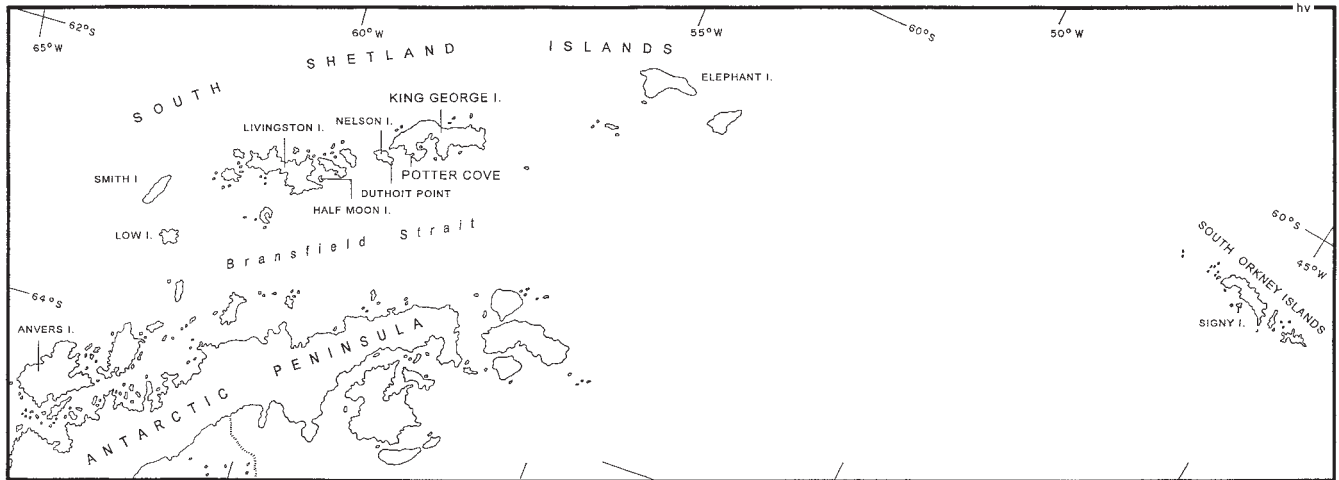 hv
62°S
65°W
60°W
55°W
60°S
50°W
SOUTH SHETLAND ISLANDS
ELEPHANT I.
KING GEORGE I.
NELSON I.
LIVINGSTON I.
POTTER COVE
SMITH I
DUTHOIT POINT
HALF MOON I.
LOW I.
Bransfield Strait
60°S
45°W
SOUTH ORKNEY ISLANDS
SIGNY I.
64°S
ANVERS I.
ANTARCTIC PENINSULA